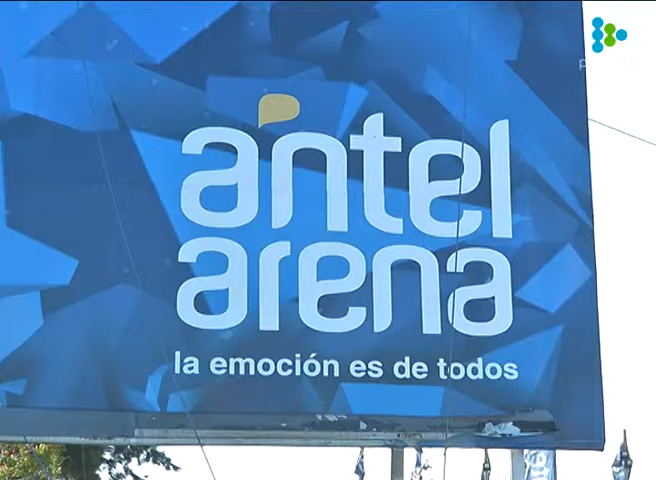 antel
arena
la emoción es de todos